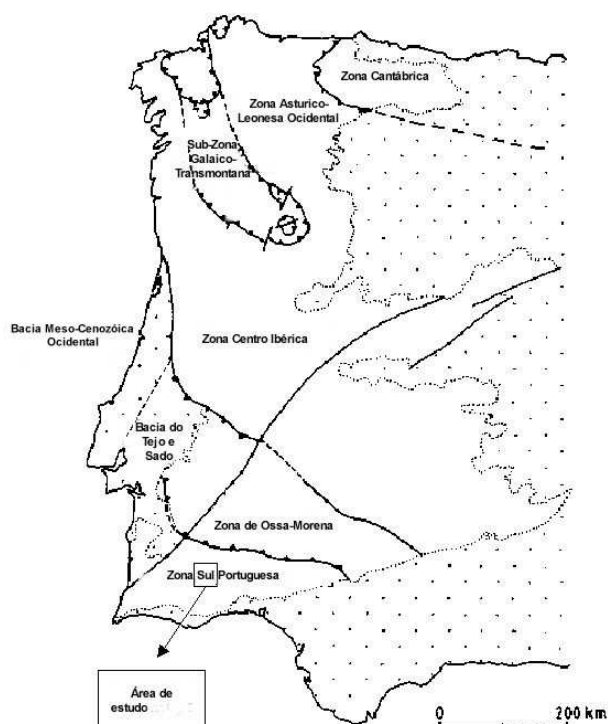 Zona Cantábrica
Zona Asturico-
Leonesa Ocidental
Sub-Zona
Galaico-
Transmontana
Bacia Meso-Cenozóica
Ocidental
Zona Centro Ibérica
Bacia do
Tejo e
Sado
Zona de Ossa-Morena
Zona Sul Portuguesa
Área de
estudo
0 200 km